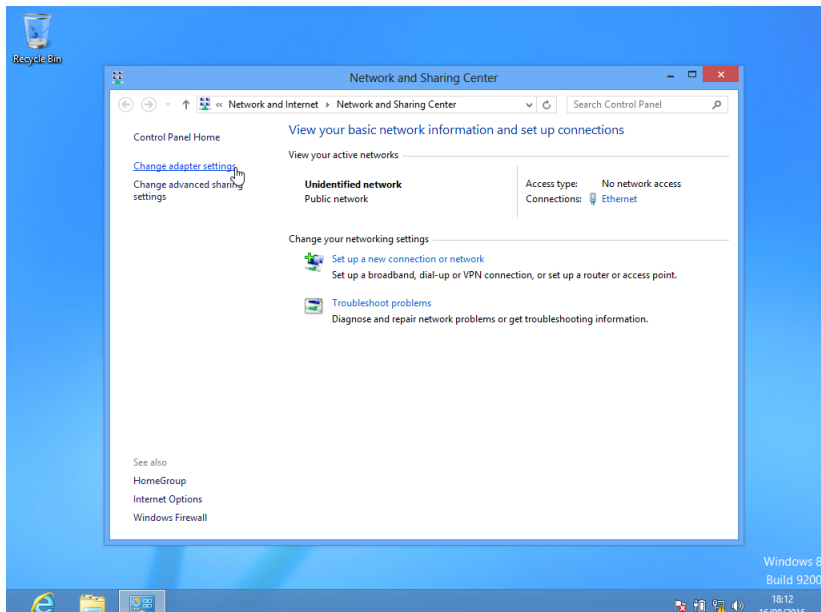 Recycle Bin
Network and Sharing Center
« Network and Internet Network and Sharing Center
Search Control Panel
Control Panel Home
Change adapter settings
Change advanced sharing
settings
View your basic network information and set up connections
View your active networks
Unidentified network
Public network
Access type: No network access
Connections: Ethernet
Change your networking settings
Set up a new connection or network
Set up a broadband, dial-up or VPN connection, or set up a router or access point.
Troubleshoot problems
Diagnose and repair network problems or get troubleshooting information.
See also
HomeGroup
Internet Options
Windows Firewall
Windows 8
Build 9200
18:12
16/08/2016